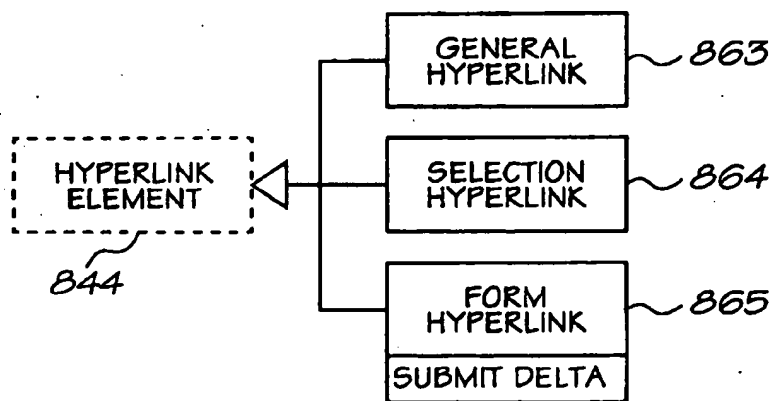 GENERAL
HYPERLINK
863
HYPERLINK
ELEMENT
844
SELECTION
HYPERLINK
864
FORM
HYPERLINK
865
SUBMIT DELTA